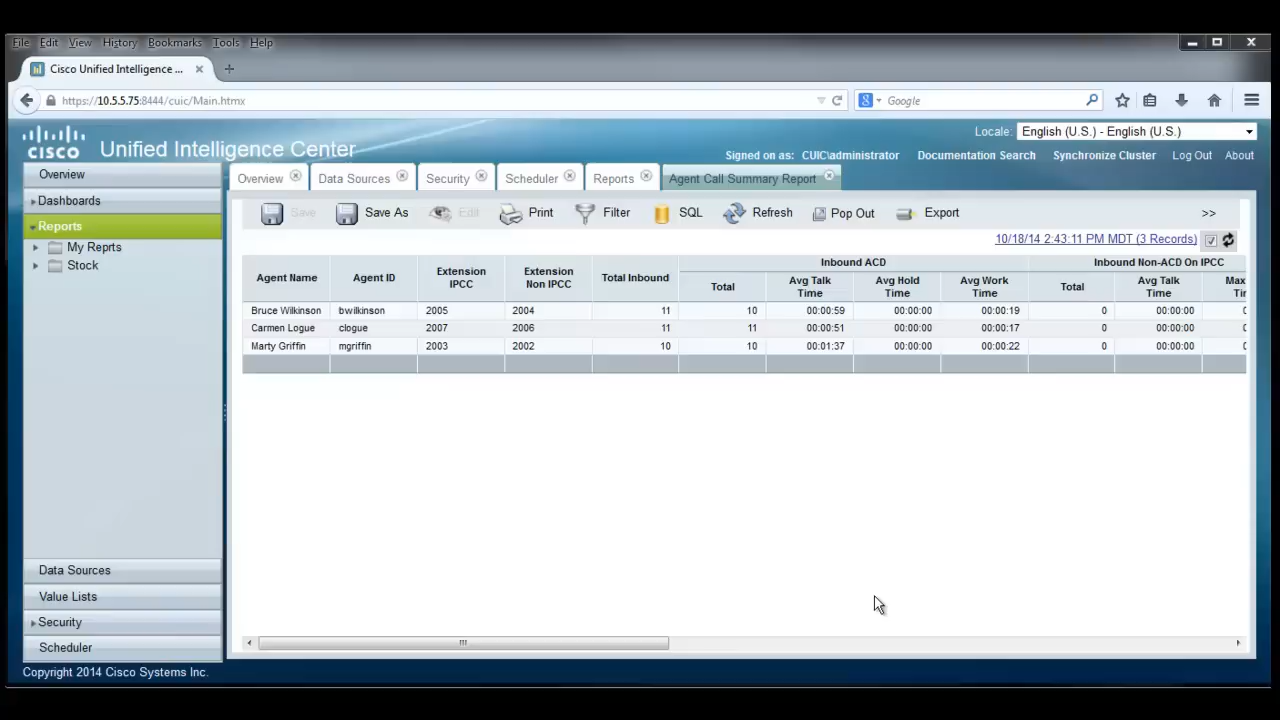 File Edit View History Bookmarks Tools Help
Cisco Unified Intelligence ...
https://10.5.5.75:8444/cuic/Main.htmx
Google
Locale: English (U.S.) - English (U.S.)
CISCO Unified Intelligence Center
Signed on as: CUIC\administrator Documentation Search Synchronize Cluster Log Out About
Overview
Dashboards
Reports
My Reprts
Stock
Data Sources
Value Lists
Security
Scheduler
Overview Data Sources Security Scheduler Reports Agent Call Summary Report
Save Save As Edit Print Filter SQL Refresh Pop Out Export >>
10/18/14 2:43:11 PM MDT (3 Records)
Inbound ACD Inbound Non-ACD On IPCC
Agent Name Agent ID Extension IPCC Extension Non IPCC Total Inbound Total Avg Talk Time Avg Hold Time Avg Work Time Total Avg Talk Time Max
Bruce Wilkinson bwilkinson 2005 2004 11 10 00:00:59 00:00:00 00:00:19 0 00:00:00
Carmen Logue clogue 2007 2006 11 11 00:00:51 00:00:00 00:00:17 0 00:00:00
Marty Griffin mgriffin 2003 2002 10 10 00:01:37 00:00:00 00:00:22 0 00:00:00
Copyright 2014 Cisco Systems Inc.